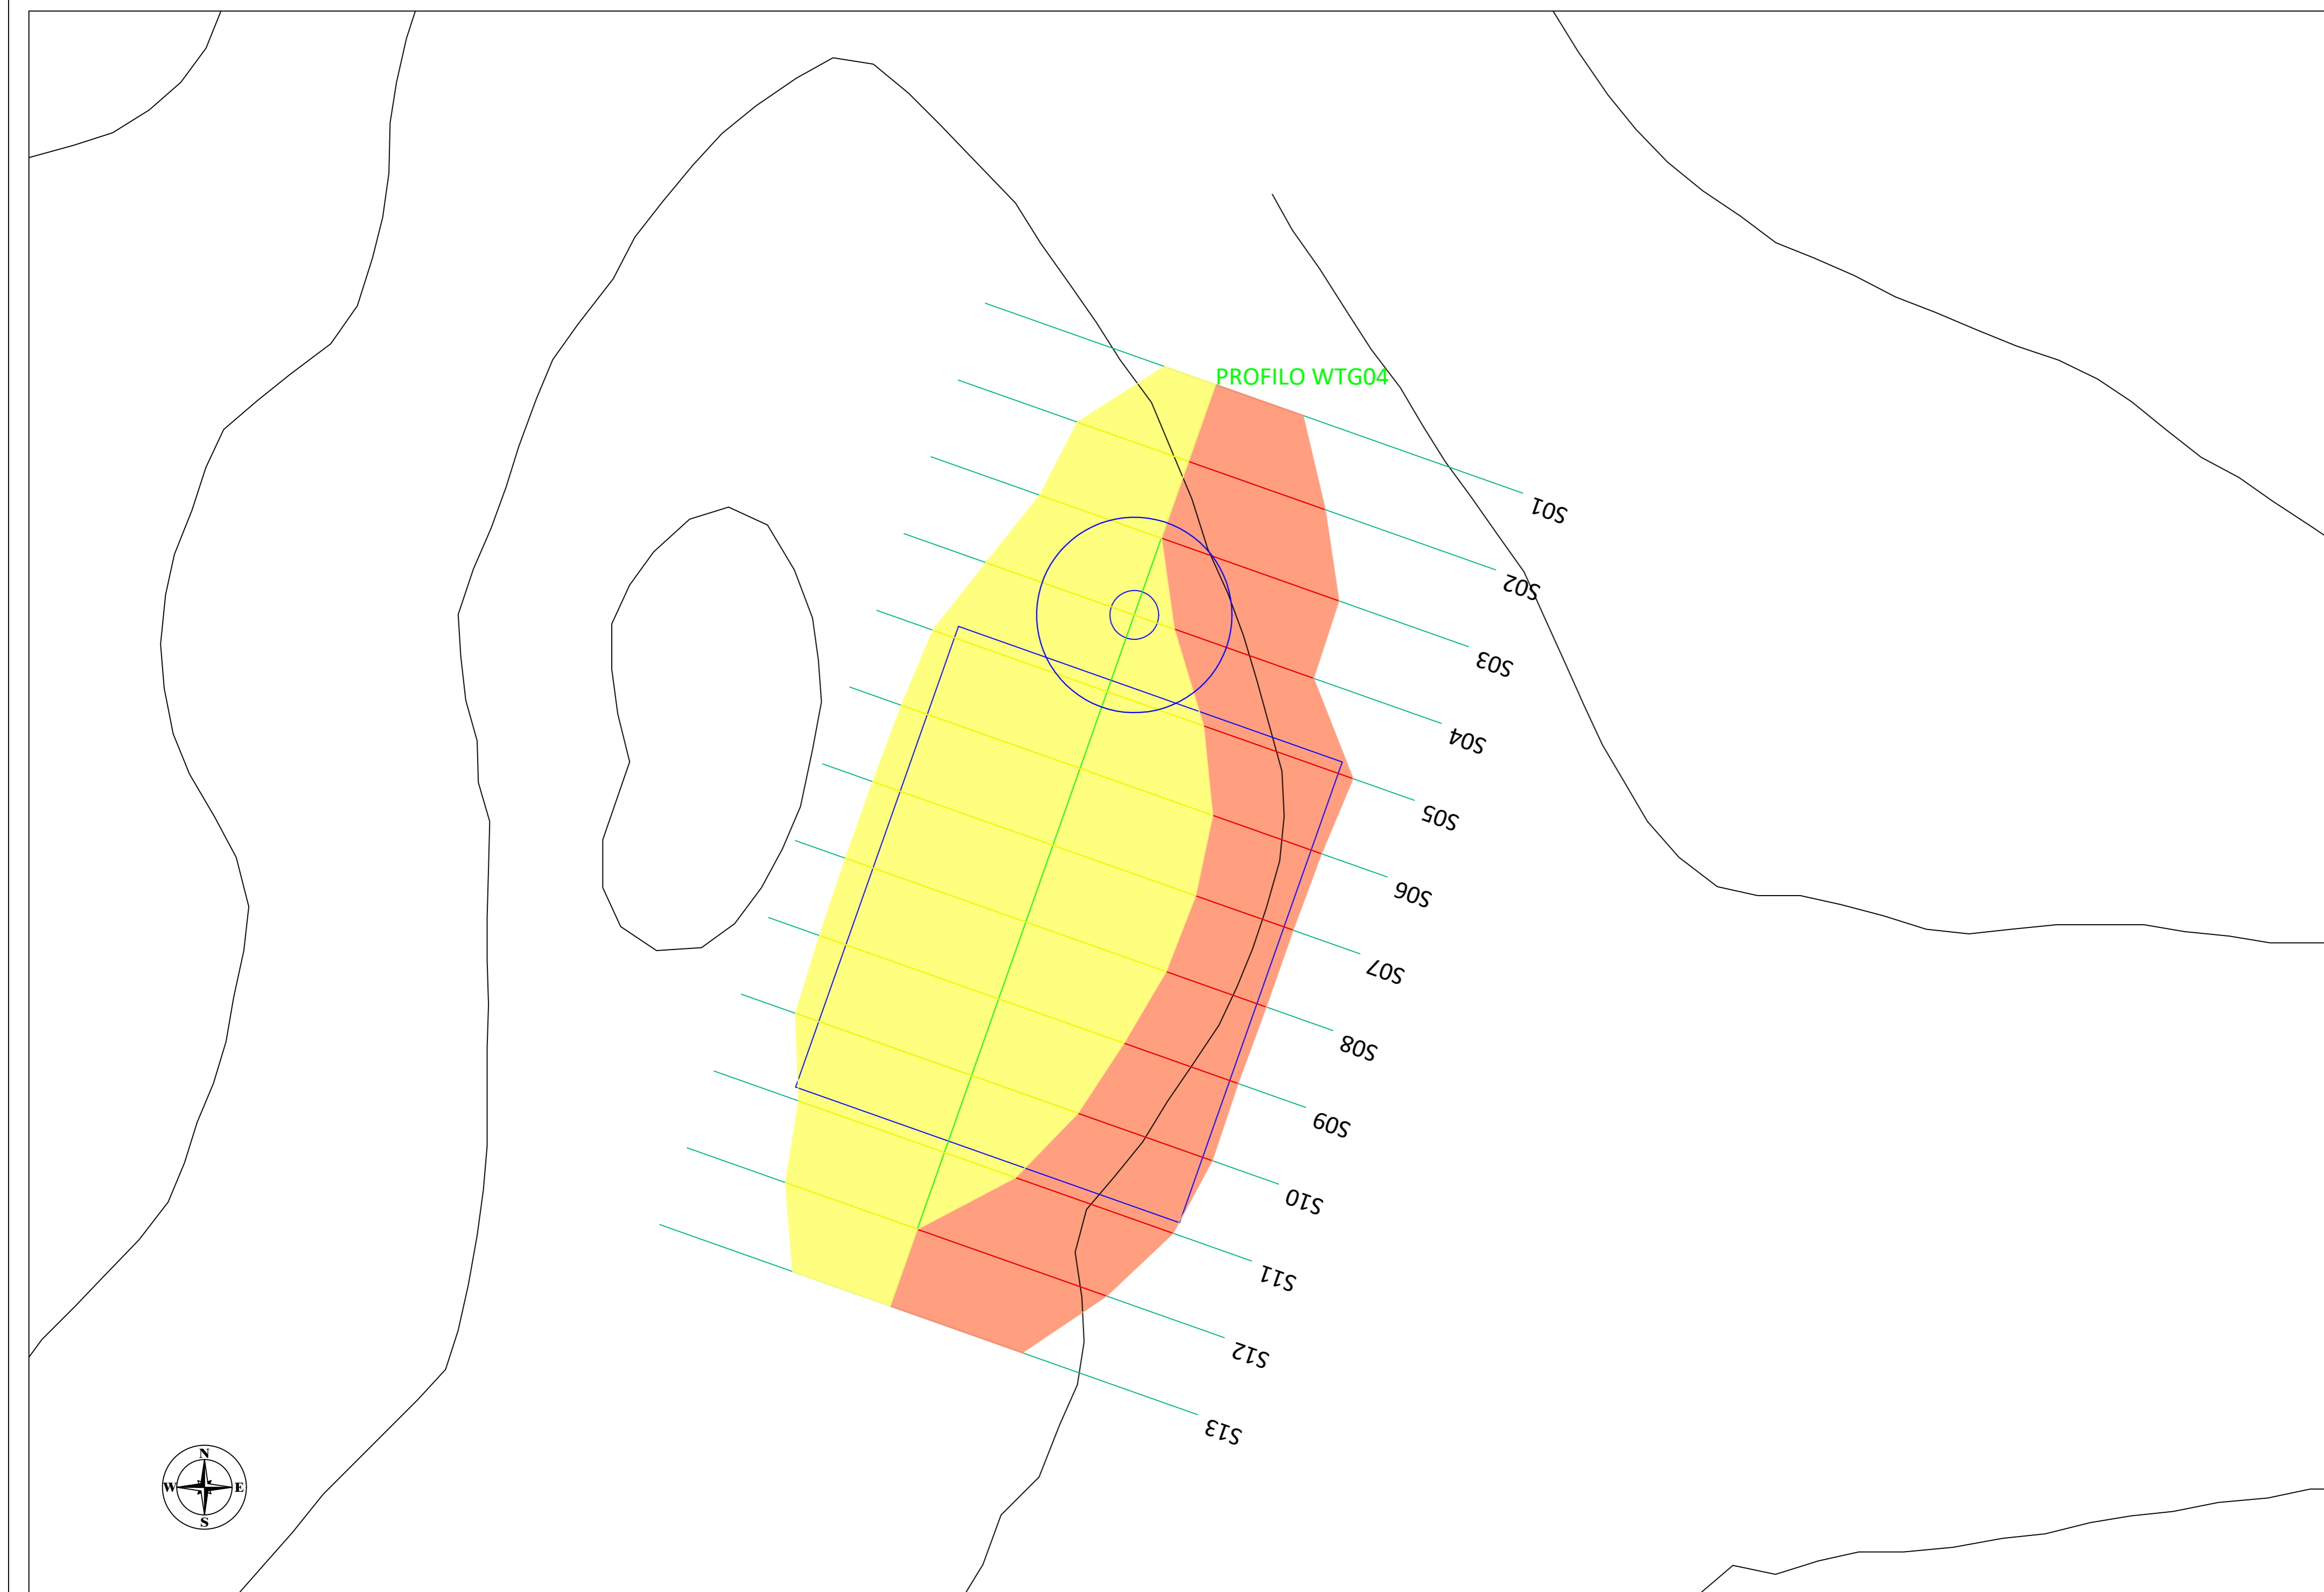 PROFILO WTG04
S01
S02
S03
S04
S05
S06
S07
S08
S09
S10
S11
S12
S13
N
W E
S